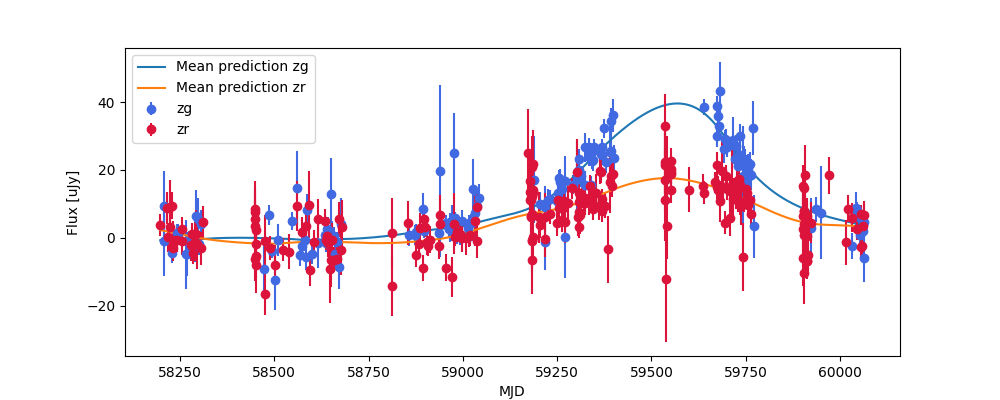 Mean prediction zg
Mean prediction zr
zg
zr
Flux [uJy]
40
20
0
−20
58250 58500 58750 59000 59250 59500 59750 60000
MJD